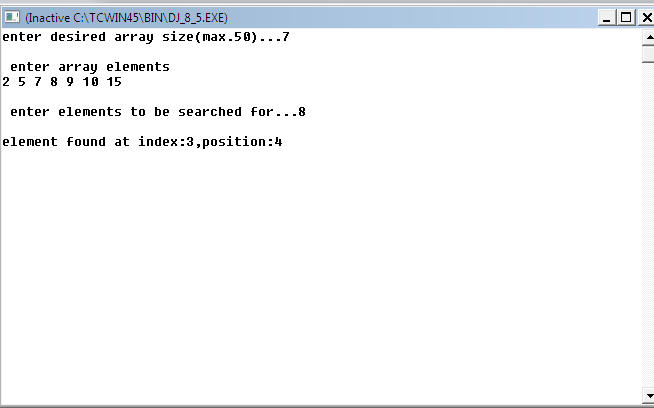 (Inactive C:\TCWIN45\BIN\DJ_8_5.EXE)
enter desired array size(max.50)...7
enter array elements
2 5 7 8 9 10 15
enter elements to be searched for...8
element found at index:3,position:4